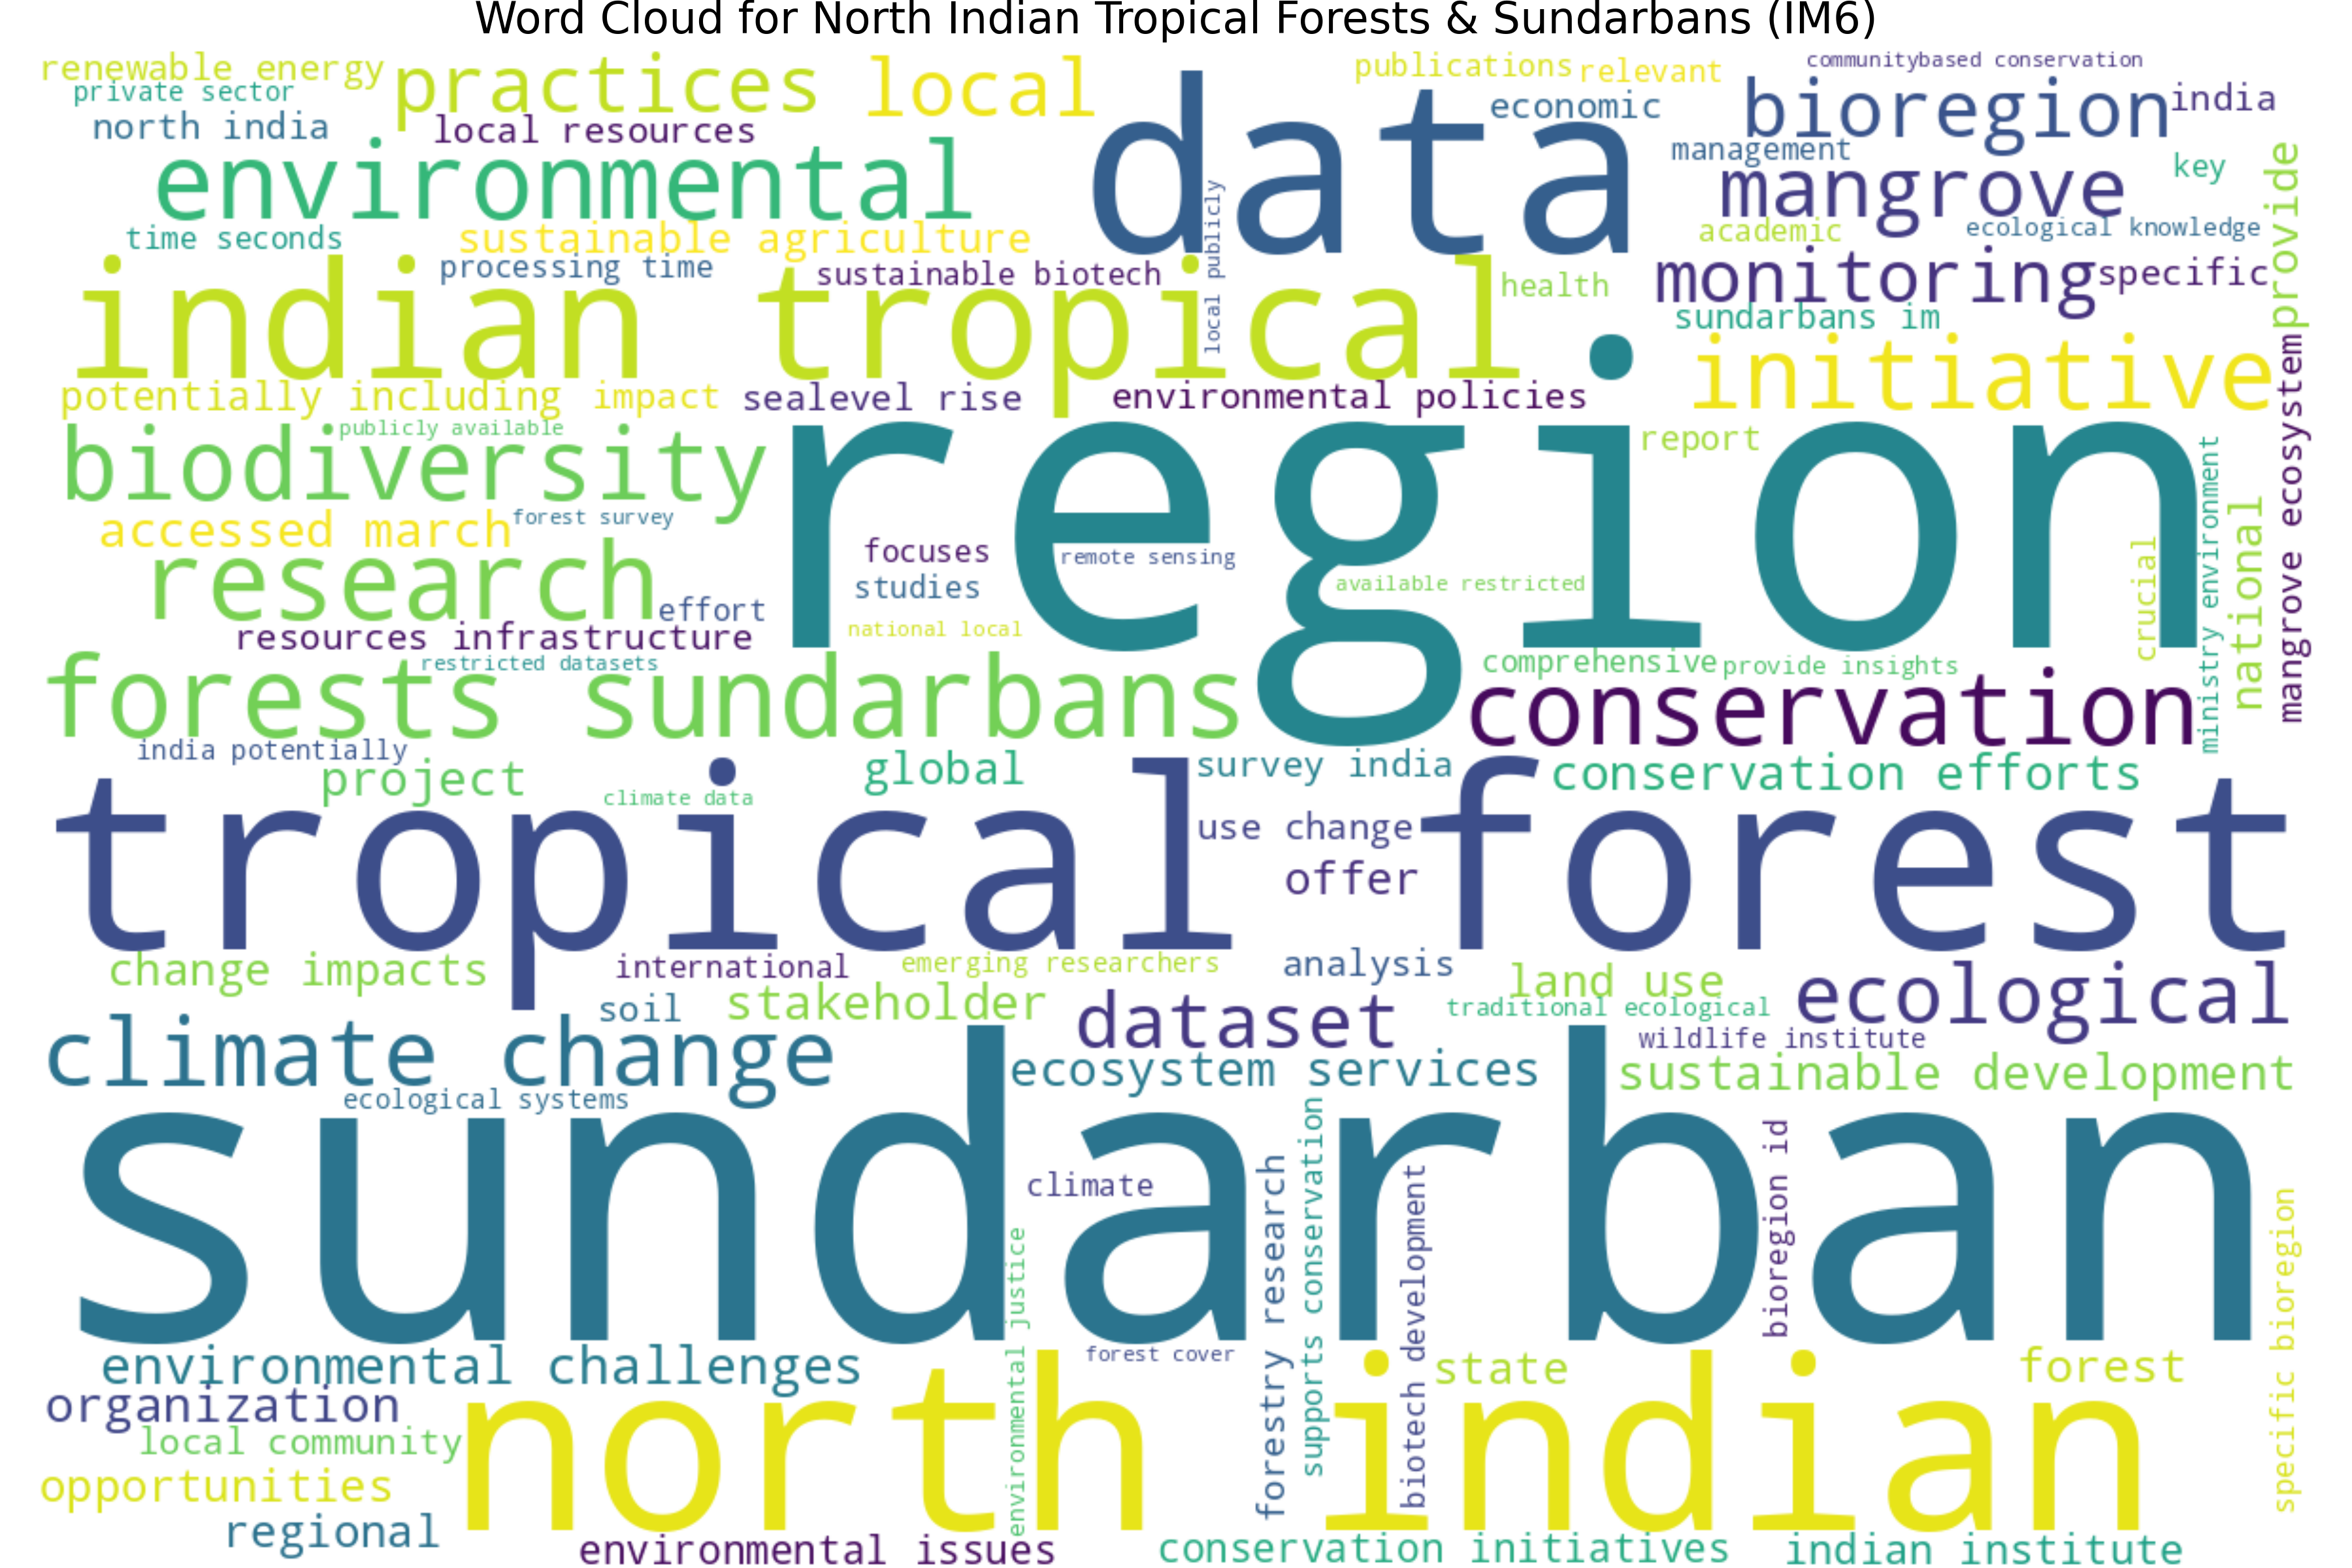 Word Cloud for North Indian Tropical Forests & Sundarbans (IM6)
renewable energy
practices
local
data
publications
relevant
communitybased conservation
private sector
economic
bioregion
india
north india
local resources
management
environmental
mangrove
key
provide
local publicly
academic
ecological knowledge
time seconds
sustainable agriculture
processing time
sustainable biotech
monitoring
specific
health
indian tropical
sundarbans im
initiative
potentially including
impact
sealevel rise
environmental policies
mangrove ecosystem
publicly available
biodiversity
region
report
ministry environment
accessed march
forest survey
focuses
remote sensing
crucial
national
research
studies
available restricted
effort
national local
resources infrastructure
restricted datasets
comprehensive
provide insights
forests sundarbans
conservation
india potentially
project
global
survey india
conservation efforts
climate data
tropical
use change
forest
offer
change impacts
international
emerging researchers
analysis
land use
ecological
soil
stakeholder
dataset
traditional ecological
wildlife institute
climate change
ecosystem services
sustainable development
ecological systems
sundarban
climate
forestry research
supports conservation
biotech development
bioregion id
specific bioregion
environmental justice
environmental challenges
forest cover
state
forest
organization
north indian
local community
opportunities
regional
environmental issues
conservation initiatives
indian institute